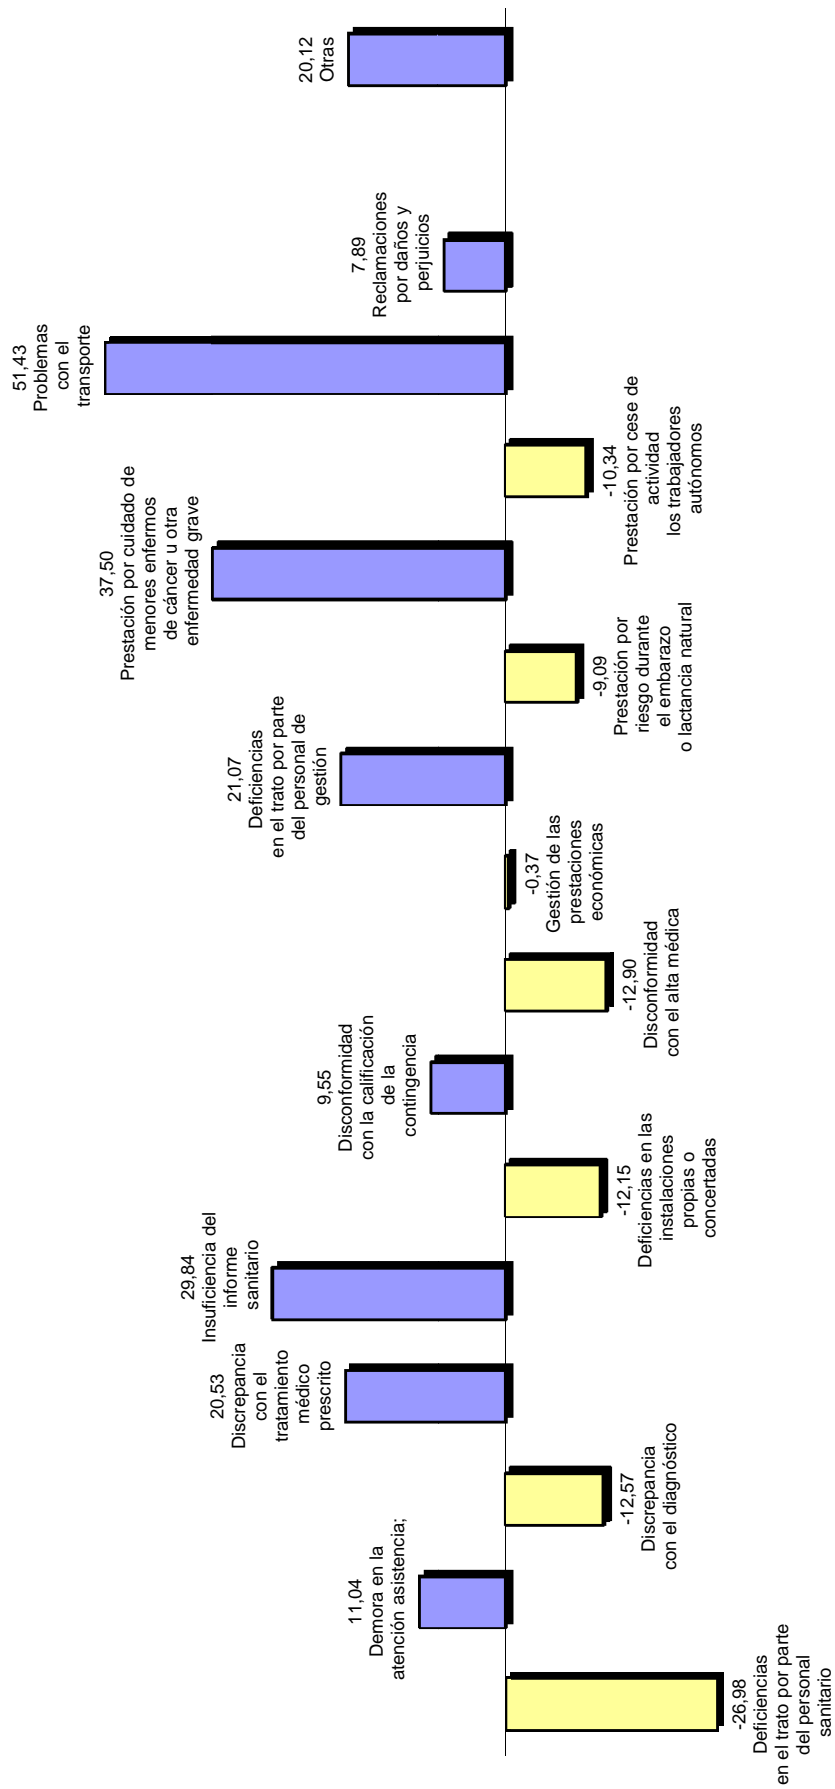 -26,98
Deficiencias
en el trato por parte
del personal
sanitario
11,04
Demora en la
atención asistencia;
-12,57
Discrepancia
con el diagnóstico
20,53
Discrepancia
con el
tratamiento
médico
prescrito
29,84
Insuficiencia del
informe
sanitario
-12,15
Deficiencias en las
instalaciones
propias o
concertadas
9,55
Disconformidad
con la calificación
de la
contingencia
-12,90
Disconformidad
con el alta médica
-0,37
Gestión de las
prestaciones
económicas
21,07
Deficiencias
en el trato por parte
del personal de
gestión
-9,09
Prestación por
riesgo durante
el embarazo
o lactancia natural
37,50
Prestación por cuidado de
menores enfermos
de cáncer u otra
enfermedad grave
-10,34
Prestación por cese de
actividad
los trabajadores
autónomos
51,43
Problemas
con el
transporte
7,89
Reclamaciones
por daños y
perjuicios
20,12
Otras